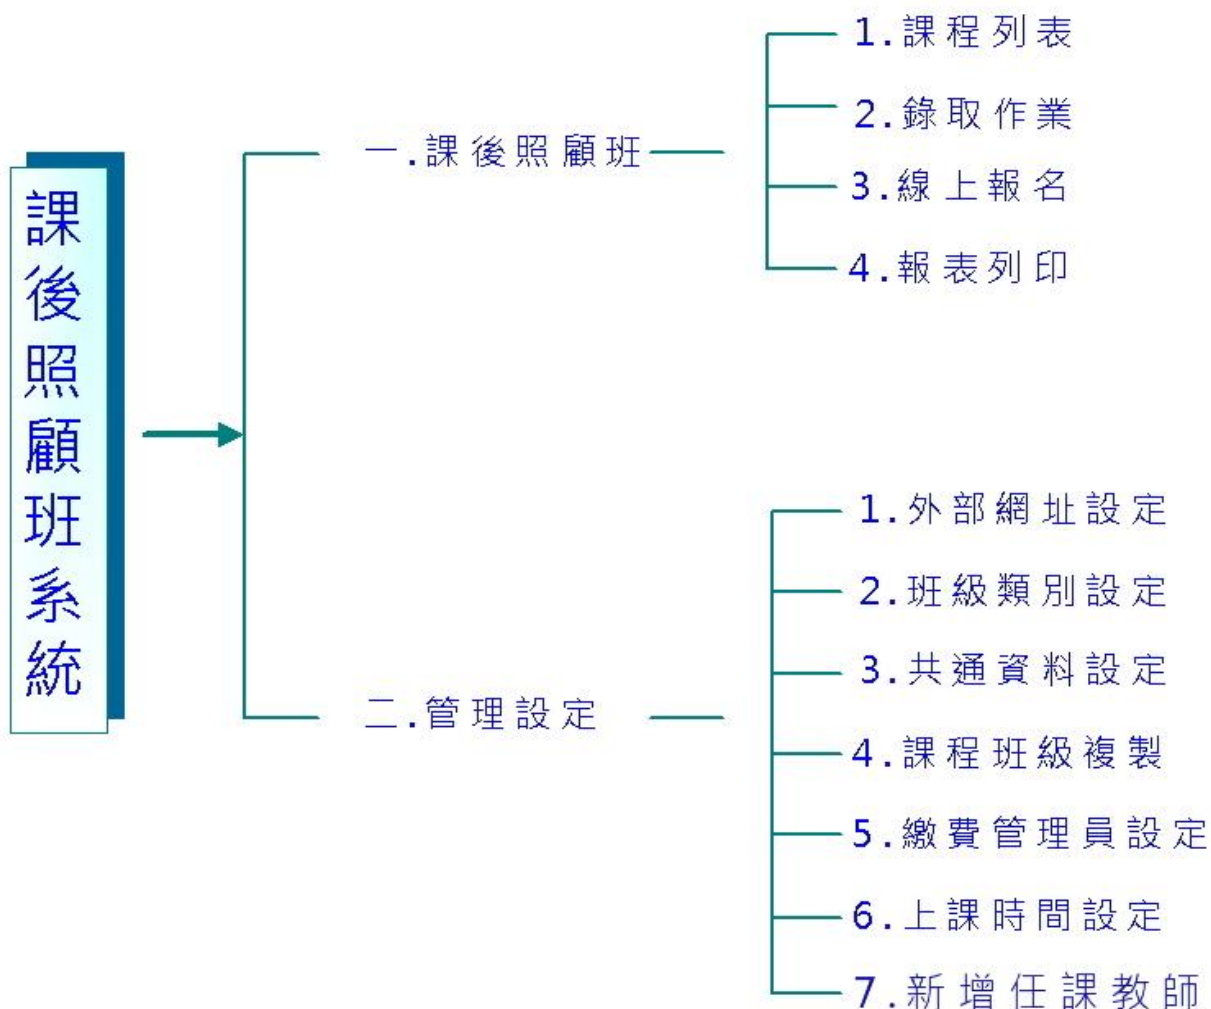 課後照顧班系統
一.課後照顧班
1.課程列表
2.錄取作業
3.線上報名
4.報表列印
二.管理設定
1.外部網址設定
2.班級類別設定
3.共通資料設定
4.課程班級複製
5.繳費管理員設定
6.上課時間設定
7.新增任課教師